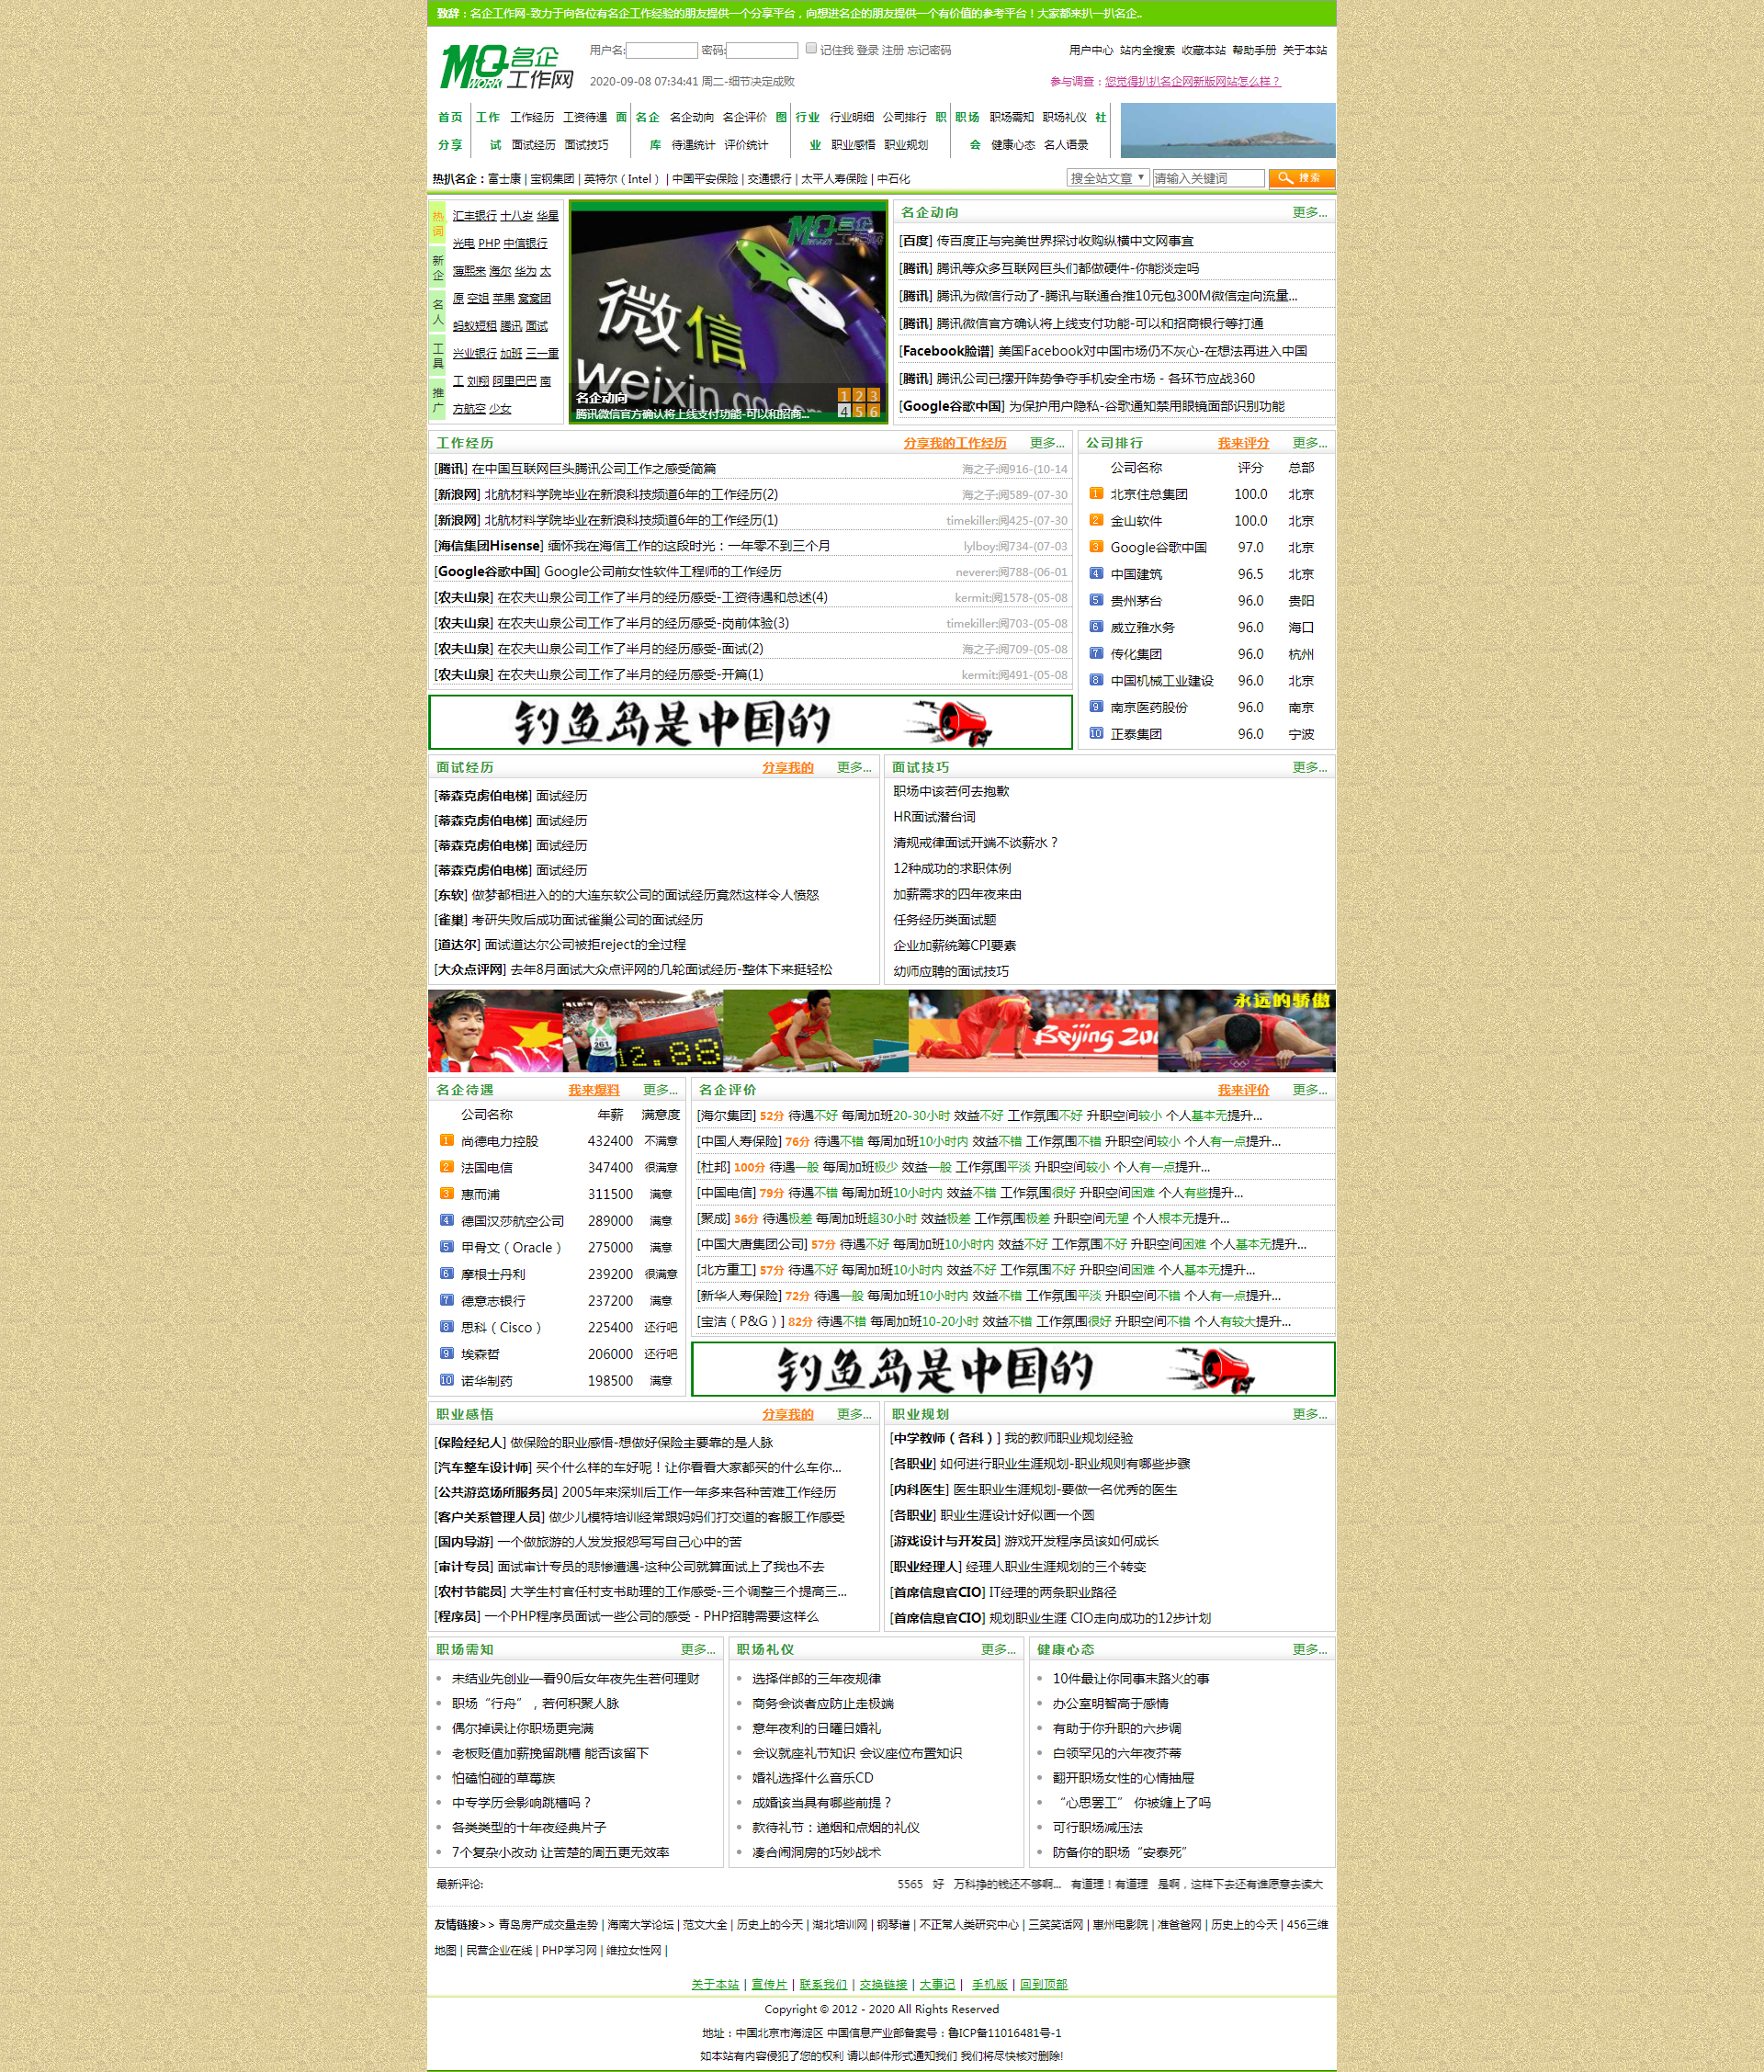 致辞：名企工作网-致力于向各位有名企工作经验的朋友提供一个分享平台，向想进名企的朋友提供一个有价值的参考平台！大家都来扒一扒名企..
MQ WORK 名企工作网
用户名: 密码: 记住我 登录 注册 忘记密码
用户中心 站内全搜索 收藏本站 帮助手册 关于本站
2020-09-08 07:34:41 周二-细节决定成败
参与调查：您觉得扒扒名企网新版网站怎么样？
首页 工作 工作经历 工资待遇 面 名企 名企动向 名企评价 图 行业 行业明细 公司排行 职 职场 职场需知 职场礼仪 社
分享 试 面试经历 面试技巧 库 待遇统计 评价统计 业 职业感悟 职业规划 会 健康心态 名人语录
热扒名企：富士康 | 宝钢集团 | 英特尔（Intel） | 中国平安保险 | 交通银行 | 太平人寿保险 | 中石化
搜全站文章 请输入关键词 搜索
热词
新企
名人
工具
推广
汇丰银行 十八岁 华星
光电 PHP 中信银行
薄熙来 海尔 华为 太
原 空姐 苹果 窝窝团
蚂蚁短租 腾讯 面试
兴业银行 加班 三一重
工 刘翔 阿里巴巴 南
方航空 少女
MQ 名企工作网
微信
weixin.qq.com
名企动向
腾讯微信官方确认将上线支付功能-可以和招商...
1 2 3
4 5 6
名企动向 更多...
[百度] 传百度正与完美世界探讨收购纵横中文网事宜
[腾讯] 腾讯等众多互联网巨头们都做硬件-你能淡定吗
[腾讯] 腾讯为微信行动了-腾讯与联通合推10元包300M微信定向流量...
[腾讯] 腾讯微信官方确认将上线支付功能-可以和招商银行等打通
[Facebook脸谱] 美国Facebook对中国市场仍不灰心-在想法再进入中国
[腾讯] 腾讯公司已摆开阵势争夺手机安全市场 - 各环节应战360
[Google谷歌中国] 为保护用户隐私-谷歌通知禁用眼镜面部识别功能
工作经历 分享我的工作经历 更多...
[腾讯] 在中国互联网巨头腾讯公司工作之感受简篇 海之子:阅916-(10-14
[新浪网] 北航材料学院毕业在新浪科技频道6年的工作经历(2) 海之子:阅589-(07-30
[新浪网] 北航材料学院毕业在新浪科技频道6年的工作经历(1) timekiller:阅425-(07-30
[海信集团Hisense] 缅怀我在海信工作的这段时光：一年零不到三个月 lylboy:阅734-(07-03
[Google谷歌中国] Google公司前女性软件工程师的工作经历 neverer:阅788-(06-01
[农夫山泉] 在农夫山泉公司工作了半月的经历感受-工资待遇和总述(4) kermit:阅1578-(05-08
[农夫山泉] 在农夫山泉公司工作了半月的经历感受-岗前体验(3) timekiller:阅703-(05-08
[农夫山泉] 在农夫山泉公司工作了半月的经历感受-面试(2) 海之子:阅709-(05-08
[农夫山泉] 在农夫山泉公司工作了半月的经历感受-开篇(1) kermit:阅491-(05-08
钓鱼岛是中国的
公司排行 我来评分 更多...
公司名称 评分 总部
1 北京住总集团 100.0 北京
2 金山软件 100.0 北京
3 Google谷歌中国 97.0 北京
4 中国建筑 96.5 北京
5 贵州茅台 96.0 贵阳
6 威立雅水务 96.0 海口
7 传化集团 96.0 杭州
8 中国机械工业建设 96.0 北京
9 南京医药股份 96.0 南京
10 正泰集团 96.0 宁波
面试经历 分享我的 更多...
[蒂森克虏伯电梯] 面试经历
[蒂森克虏伯电梯] 面试经历
[蒂森克虏伯电梯] 面试经历
[蒂森克虏伯电梯] 面试经历
[东软] 做梦都相进入的的大连东软公司的面试经历竟然这样令人愤怒
[雀巢] 考研失败后成功面试雀巢公司的面试经历
[道达尔] 面试道达尔公司被拒reject的全过程
[大众点评网] 去年8月面试大众点评网的几轮面试经历-整体下来挺轻松
面试技巧 更多...
职场中该若何去抱歉
HR面试潜台词
清规戒律面试开端不谈薪水？
12种成功的求职体例
加薪需求的四年夜来由
任务经历类面试题
企业加薪统筹CPI要素
幼师应聘的面试技巧
261
12.88
Beijing 200
永远的骄傲
名企待遇 我来爆料 更多...
公司名称 年薪 满意度
1 尚德电力控股 432400 不满意
2 法国电信 347400 很满意
3 惠而浦 311500 满意
4 德国汉莎航空公司 289000 满意
5 甲骨文（Oracle） 275000 满意
6 摩根士丹利 239200 很满意
7 德意志银行 237200 满意
8 思科（Cisco） 225400 还行吧
9 埃森哲 206000 还行吧
10 诺华制药 198500 满意
名企评价 我来评价 更多...
[海尔集团] 52分 待遇不好 每周加班20-30小时 效益不好 工作氛围不好 升职空间较小 个人基本无提升...
[中国人寿保险] 76分 待遇不错 每周加班10小时内 效益不错 工作氛围不错 升职空间较小 个人有一点提升...
[杜邦] 100分 待遇一般 每周加班极少 效益一般 工作氛围平淡 升职空间较小 个人有一点提升...
[中国电信] 79分 待遇不错 每周加班10小时内 效益不错 工作氛围很好 升职空间困难 个人有些提升...
[聚成] 36分 待遇极差 每周加班超30小时 效益极差 工作氛围极差 升职空间无望 个人根本无提升...
[中国大唐集团公司] 57分 待遇不好 每周加班10小时内 效益不好 工作氛围不好 升职空间困难 个人基本无提升...
[北方重工] 57分 待遇不好 每周加班10小时内 效益不好 工作氛围不好 升职空间困难 个人基本无提升...
[新华人寿保险] 72分 待遇一般 每周加班10小时内 效益不错 工作氛围平淡 升职空间不错 个人有一点提升...
[宝洁（P&G）] 82分 待遇不错 每周加班10-20小时 效益不错 工作氛围很好 升职空间不错 个人有较大提升...
钓鱼岛是中国的
职业感悟 分享我的 更多...
[保险经纪人] 做保险的职业感悟-想做好保险主要靠的是人脉
[汽车整车设计师] 买个什么样的车好呢！让你看看大家都买的什么车你...
[公共游览场所服务员] 2005年来深圳后工作一年多来各种苦难工作经历
[客户关系管理人员] 做少儿模特培训经常跟妈妈们打交道的客服工作感受
[国内导游] 一个做旅游的人发发报怨写写自己心中的苦
[审计专员] 面试审计专员的悲惨遭遇-这种公司就算面试上了我也不去
[农村节能员] 大学生村官任村支书助理的工作感受-三个调整三个提高三...
[程序员] 一个PHP程序员面试一些公司的感受 - PHP招聘需要这样么
职业规划 更多...
[中学教师（各科）] 我的教师职业规划经验
[各职业] 如何进行职业生涯规划-职业规则有哪些步骤
[内科医生] 医生职业生涯规划-要做一名优秀的医生
[各职业] 职业生涯设计好似画一个圆
[游戏设计与开发员] 游戏开发程序员该如何成长
[职业经理人] 经理人职业生涯规划的三个转变
[首席信息官CIO] IT经理的两条职业路径
[首席信息官CIO] 规划职业生涯 CIO走向成功的12步计划
职场需知 更多...
未结业先创业—看90后女年夜先生若何理财
职场“行舟”，若何积聚人脉
偶尔掉误让你职场更完满
老板贬值加薪挽留跳槽 能否该留下
怕磕怕碰的草莓族
中专学历会影响跳槽吗？
各类类型的十年夜经典片子
7个复杂小改动 让苦楚的周五更无效率
职场礼仪 更多...
选择伴郎的三年夜规律
商务会谈者应防止走极端
意年夜利的日曜日婚礼
会议就座礼节知识 会议座位布置知识
婚礼选择什么音乐CD
成婚该当具有哪些前提？
款待礼节：递烟和点烟的礼仪
凑合闹洞房的巧妙战术
健康心态 更多...
10件最让你同事末路火的事
办公室明智高于感情
有助于你升职的六步调
白领罕见的六年夜芥蒂
翻开职场女性的心情抽屉
“心思罢工” 你被缠上了吗
可行职场减压法
防备你的职场“安泰死”
最新评论: 5565 好 万科挣的钱还不够啊... 有道理！有道理 是啊，这样下去还有谁愿意去读大
友情链接>> 青岛房产成交量走势 | 海南大学论坛 | 范文大全 | 历史上的今天 | 湖北培训网 | 钢琴谱 | 不正常人类研究中心 | 三笑笑话网 | 惠州电影院 | 准爸爸网 | 历史上的今天 | 456三维
地图 | 民营企业在线 | PHP学习网 | 维拉女性网 |
关于本站 | 宣传片 | 联系我们 | 交换链接 | 大事记 | 手机版 | 回到顶部
Copyright © 2012 - 2020 All Rights Reserved
地址：中国北京市海淀区 中国信息产业部备案号：鲁ICP备11016481号-1
如本站有内容侵犯了您的权利 请以邮件形式通知我们 我们将尽快核对删除!